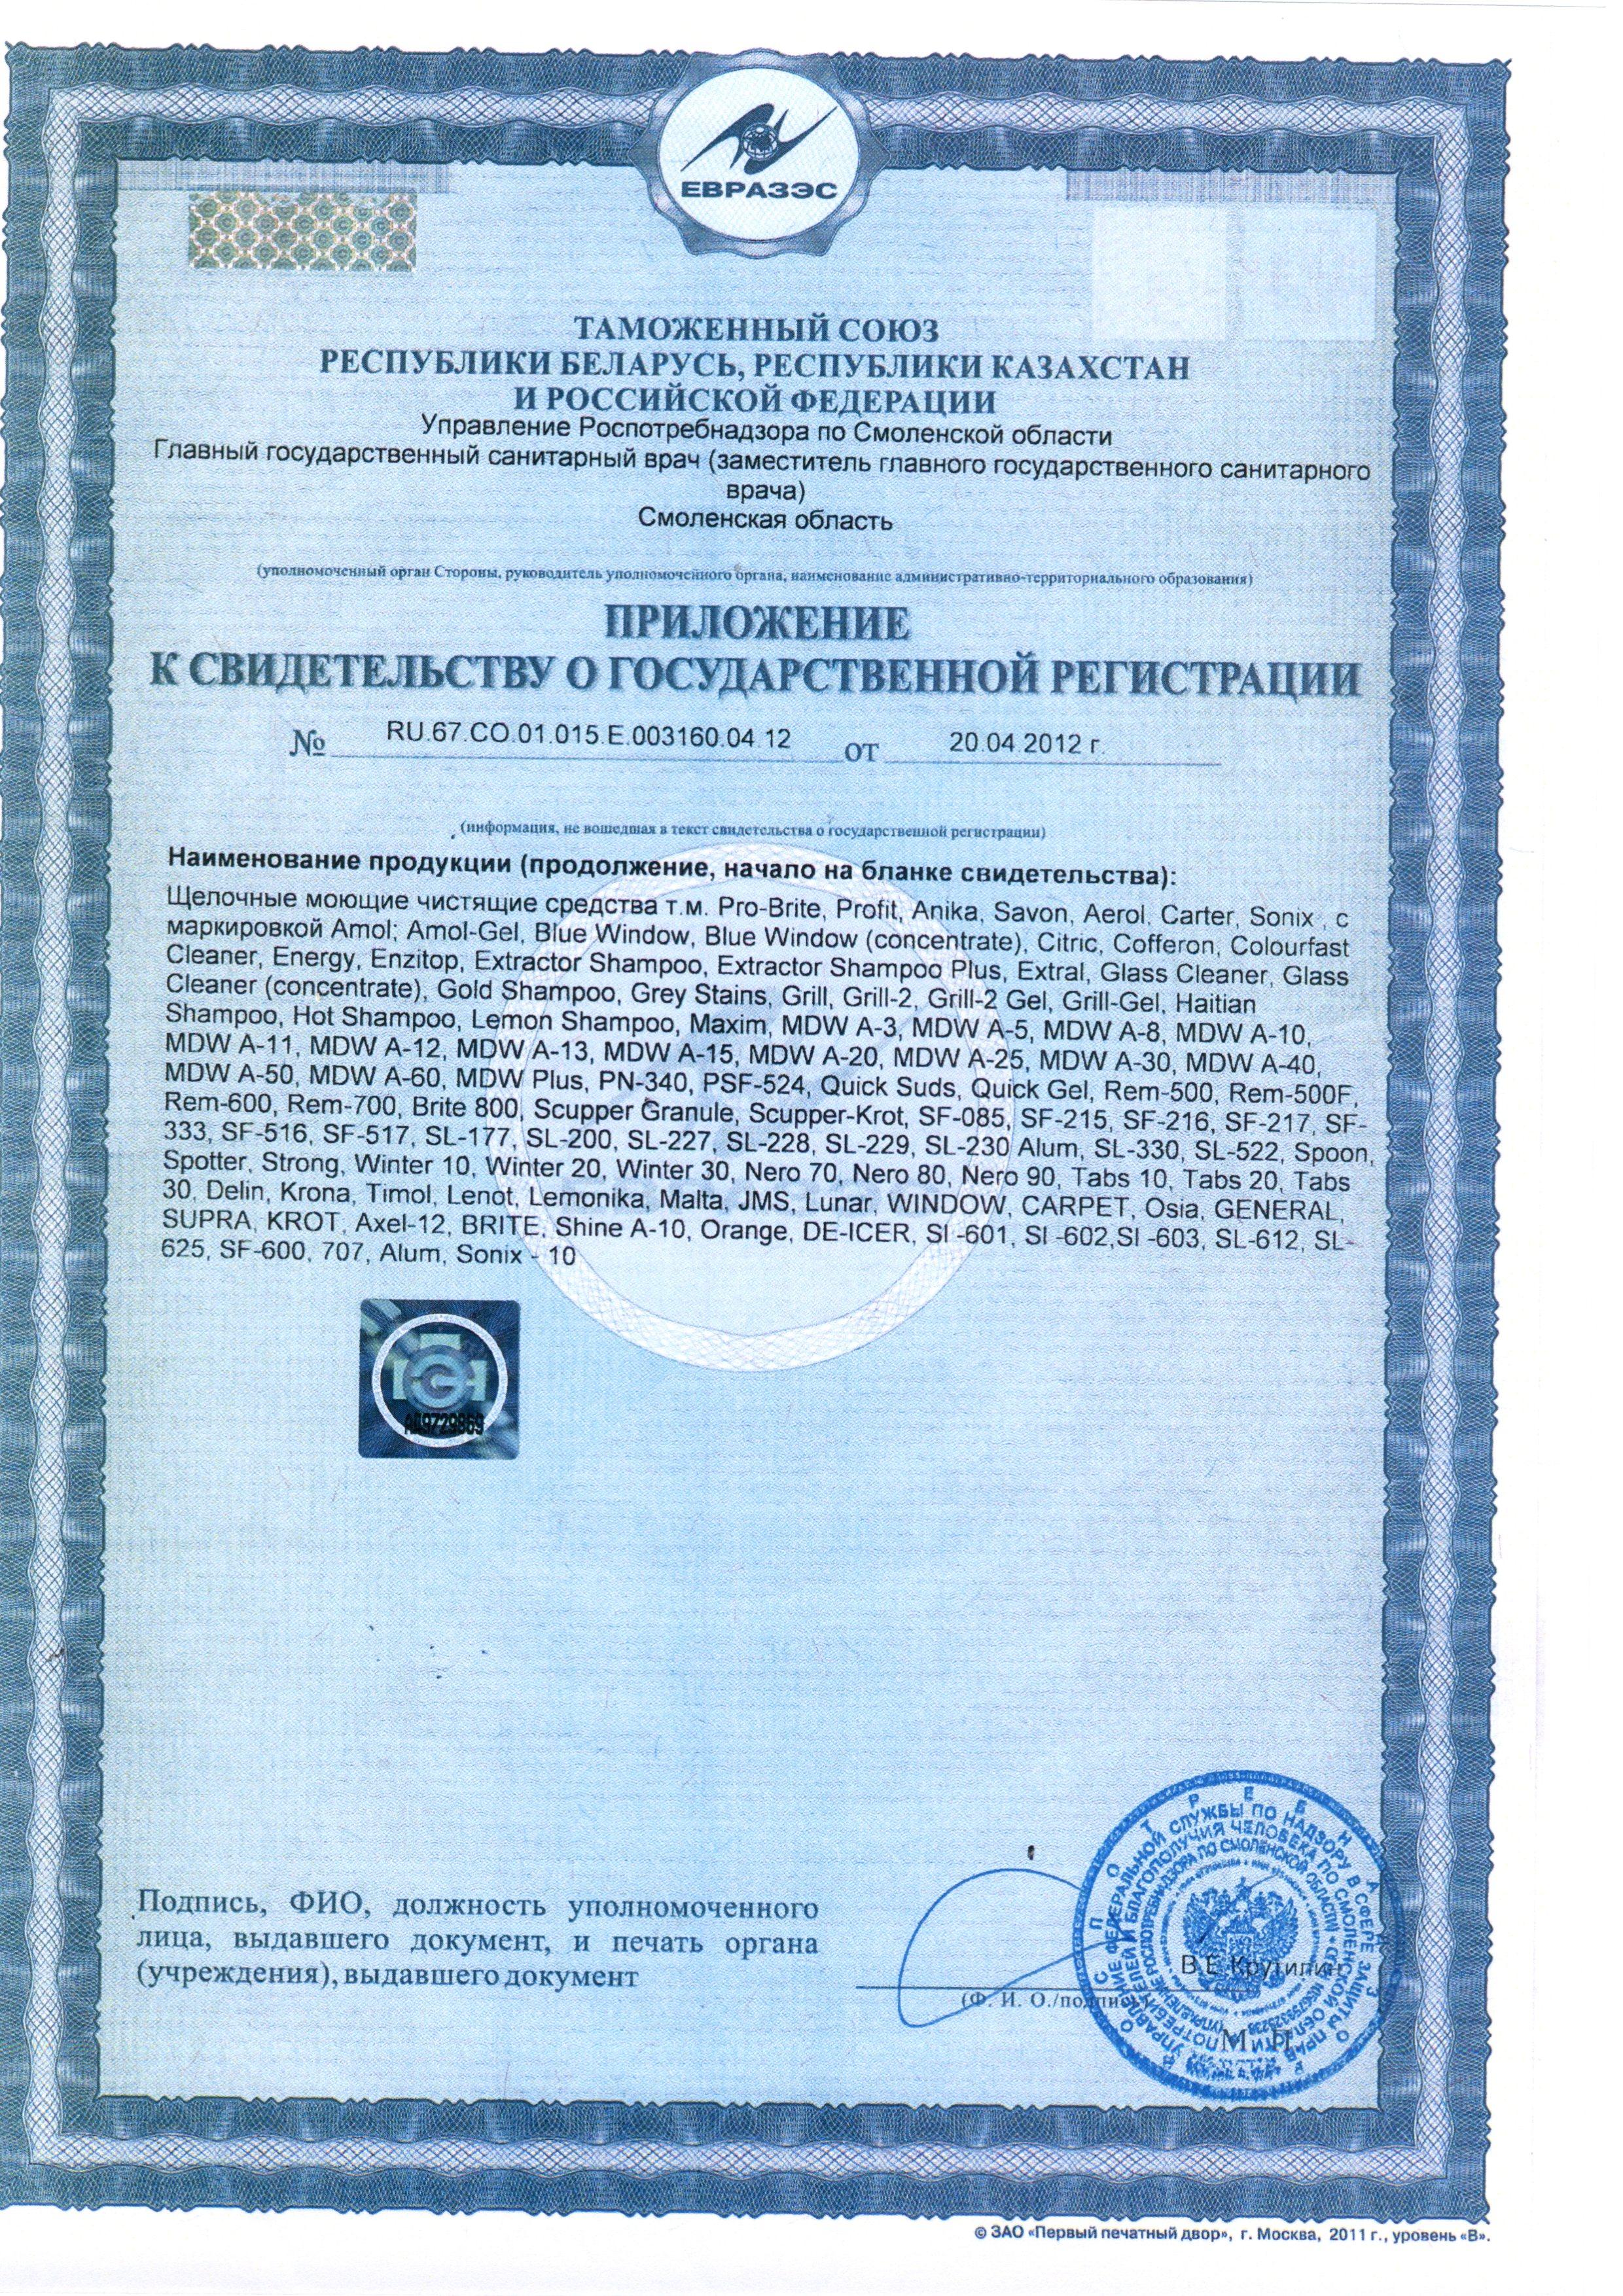 ЕВРАЗЭС
ТАМОЖЕННЫЙ СОЮЗ
РЕСПУБЛИКИ БЕЛАРУСЬ, РЕСПУБЛИКИ КАЗАХСТАН
И РОССИЙСКОЙ ФЕДЕРАЦИИ
Управление Роспотребнадзора по Смоленской области
Главный государственный санитарный врач (заместитель главного государственного санитарного
врача)
Смоленская область
(уполномоченный орган Стороны, руководитель уполномоченного органа, наименование административно-территориального образования)
ПРИЛОЖЕНИЕ
К СВИДЕТЕЛЬСТВУ О ГОСУДАРСТВЕННОЙ РЕГИСТРАЦИИ
№ RU.67.CO.01.015.E.003160.04.12 от 20.04.2012 г.
(информация, не вошедшая в текст свидетельства о государственной регистрации)
Наименование продукции (продолжение, начало на бланке свидетельства):
Щелочные моющие чистящие средства т.м. Pro-Brite, Profit, Anika, Savon, Aerol, Carter, Sonix , с
маркировкой Amol; Amol-Gel, Blue Window, Blue Window (concentrate), Citric, Cofferon, Colourfast
Cleaner, Energy, Enzitop, Extractor Shampoo, Extractor Shampoo Plus, Extral, Glass Cleaner, Glass
Cleaner (concentrate), Gold Shampoo, Grey Stains, Grill, Grill-2, Grill-2 Gel, Grill-Gel, Haitian
Shampoo, Hot Shampoo, Lemon Shampoo, Maxim, MDW A-3, MDW A-5, MDW A-8, MDW A-10,
MDW A-11, MDW A-12, MDW A-13, MDW A-15, MDW A-20, MDW A-25, MDW A-30, MDW A-40,
MDW A-50, MDW A-60, MDW Plus, PN-340, PSF-524, Quick Suds, Quick Gel, Rem-500, Rem-500F,
Rem-600, Rem-700, Brite 800, Scupper Granule, Scupper-Krot, SF-085, SF-215, SF-216, SF-217, SF-
333, SF-516, SF-517, SL-177, SL-200, SL-227, SL-228, SL-229, SL-230 Alum, SL-330, SL-522, Spoon,
Spotter, Strong, Winter 10, Winter 20, Winter 30, Nero 70, Nero 80, Nero 90, Tabs 10, Tabs 20, Tabs
30, Delin, Krona, Timol, Lenot, Lemonika, Malta, JMS, Lunar, WINDOW, CARPET, Osia, GENERAL,
SUPRA, KROT, Axel-12, BRITE, Shine A-10, Orange, DE-ICER, SI -601, SI -602,SI -603, SL-612, SL-
625, SF-600, 707, Alum, Sonix - 10
Подпись, ФИО, должность уполномоченного
лица, выдавшего документ, и печать органа
(учреждения), выдавшего документ
В.Е.Крутилин
(Ф. И. О./подпись)
М. П.
© ЗАО «Первый печатный двор», г. Москва, 2011 г., уровень «В».